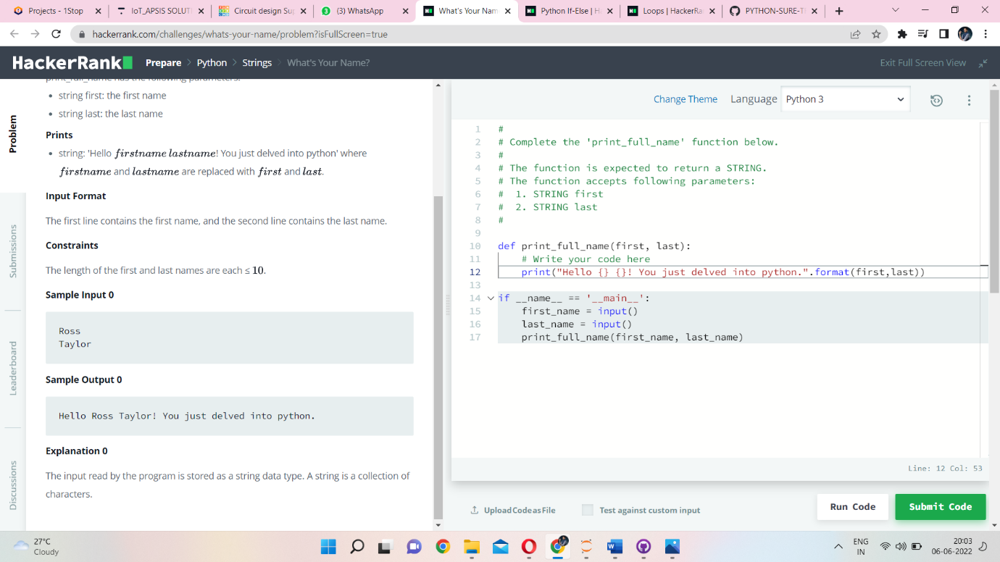 Projects - 1Stop
IoT_APSIS SOLUTI
Circuit design Su
(3) WhatsApp
What's Your Nam
Python If-Else | H
Loops | HackerRa
PYTHON-SURE-T
hackerrank.com/challenges/whats-your-name/problem?isFullScreen=true
HackerRank
Prepare
Python
Strings
What's Your Name?
Exit Full Screen View
Problem
Submissions
Leaderboard
Discussions
print_full_name has the following parameters:
• string first: the first name
• string last: the last name
Prints
• string: 'Hello firstname lastname! You just delved into python' where
firstname and lastname are replaced with first and last.
Input Format
The first line contains the first name, and the second line contains the last name.
Constraints
The length of the first and last names are each ≤ 10.
Sample Input 0
Ross
Taylor
Sample Output 0
Hello Ross Taylor! You just delved into python.
Explanation 0
The input read by the program is stored as a string data type. A string is a collection of
characters.
Change Theme
Language
Python 3
1 #
2 # Complete the 'print_full_name' function below.
3 #
4 # The function is expected to return a STRING.
5 # The function accepts following parameters:
6 #  1. STRING first
7 #  2. STRING last
8 #
9
10 def print_full_name(first, last):
11     # Write your code here
12     print("Hello {} {}! You just delved into python.".format(first,last))
13
14 if __name__ == '__main__':
15     first_name = input()
16     last_name = input()
17     print_full_name(first_name, last_name)
Line: 12 Col: 53
Upload Code as File
Test against custom input
Run Code
Submit Code
27°C
Cloudy
ENG
IN
20:03
06-06-2022